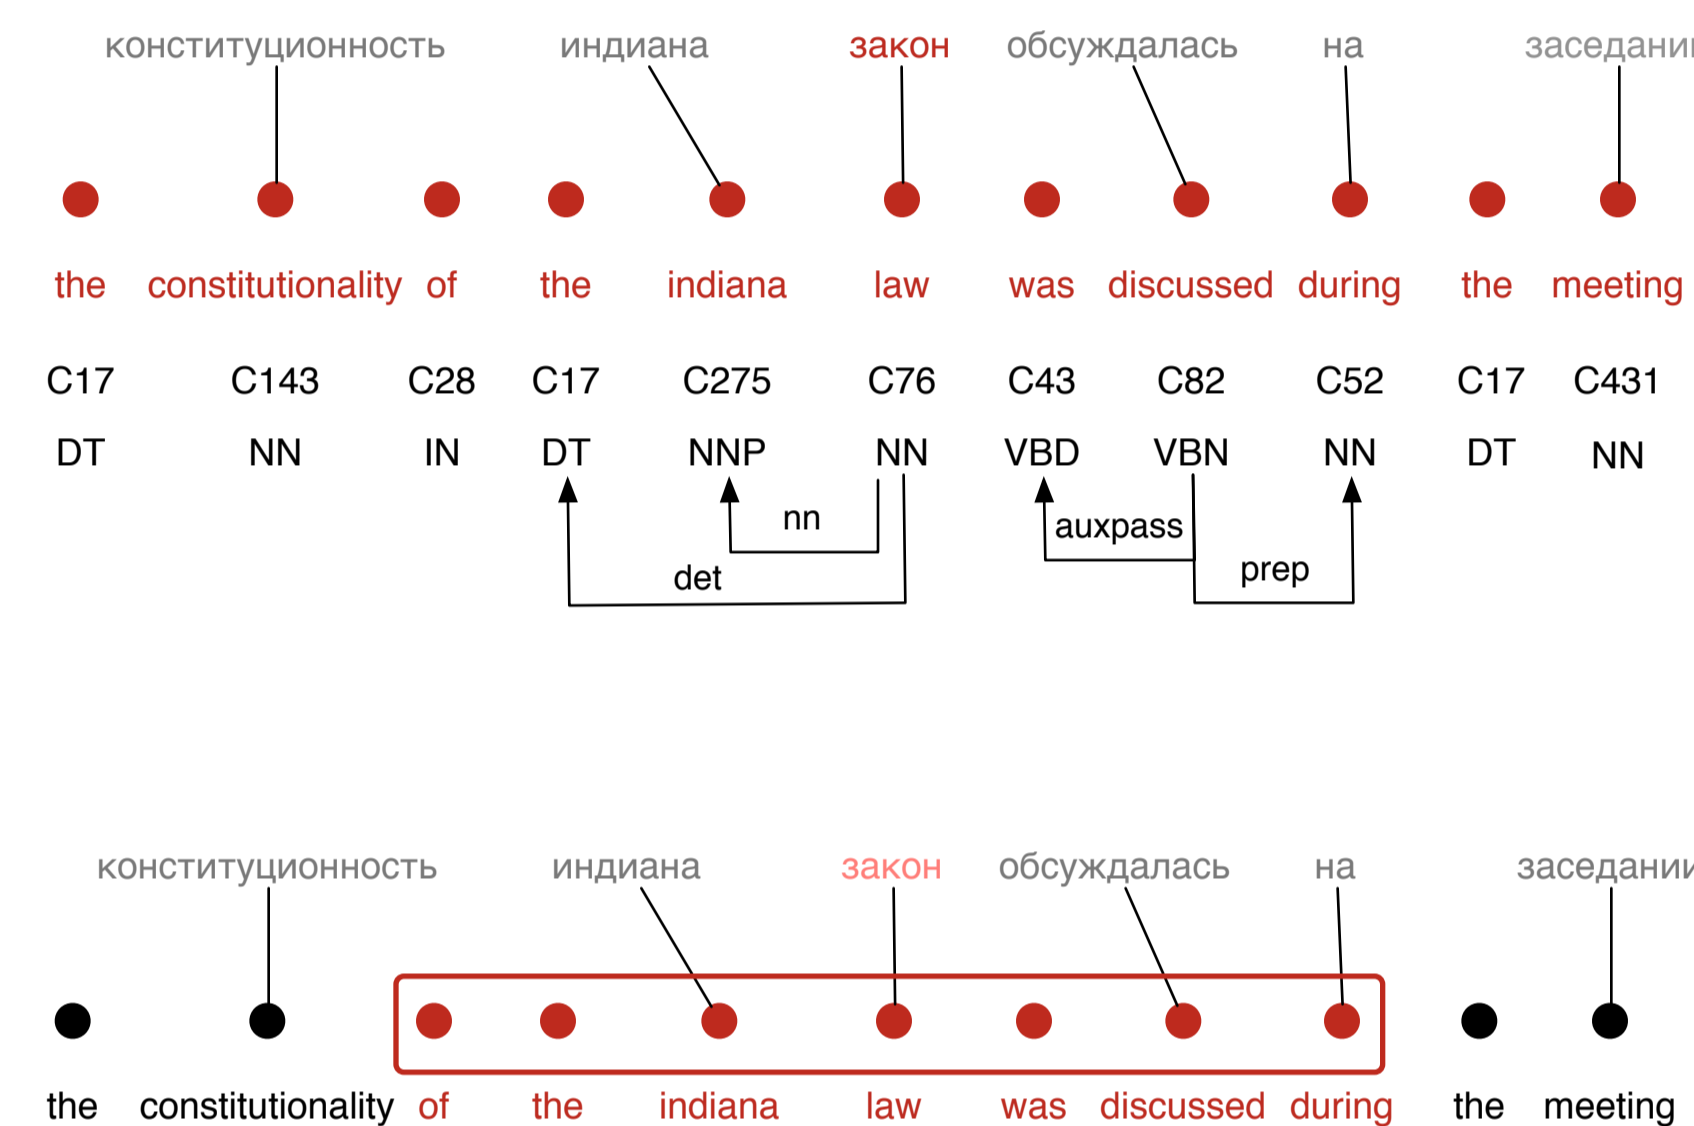 конституционность индиана закон обсуждалась на
the constitutionality of the indiana law was discussed during the meeting
C17 C143 C28 C17 C275 C76 C43 C82 C52 C17 C431
DT NN IN DT NNP NN VBD VBN NN DT NN
nn auxpass
det prep
конституционность индиана закон обсуждалась на заседании
the constitutionality of the indiana law was discussed during the meeting